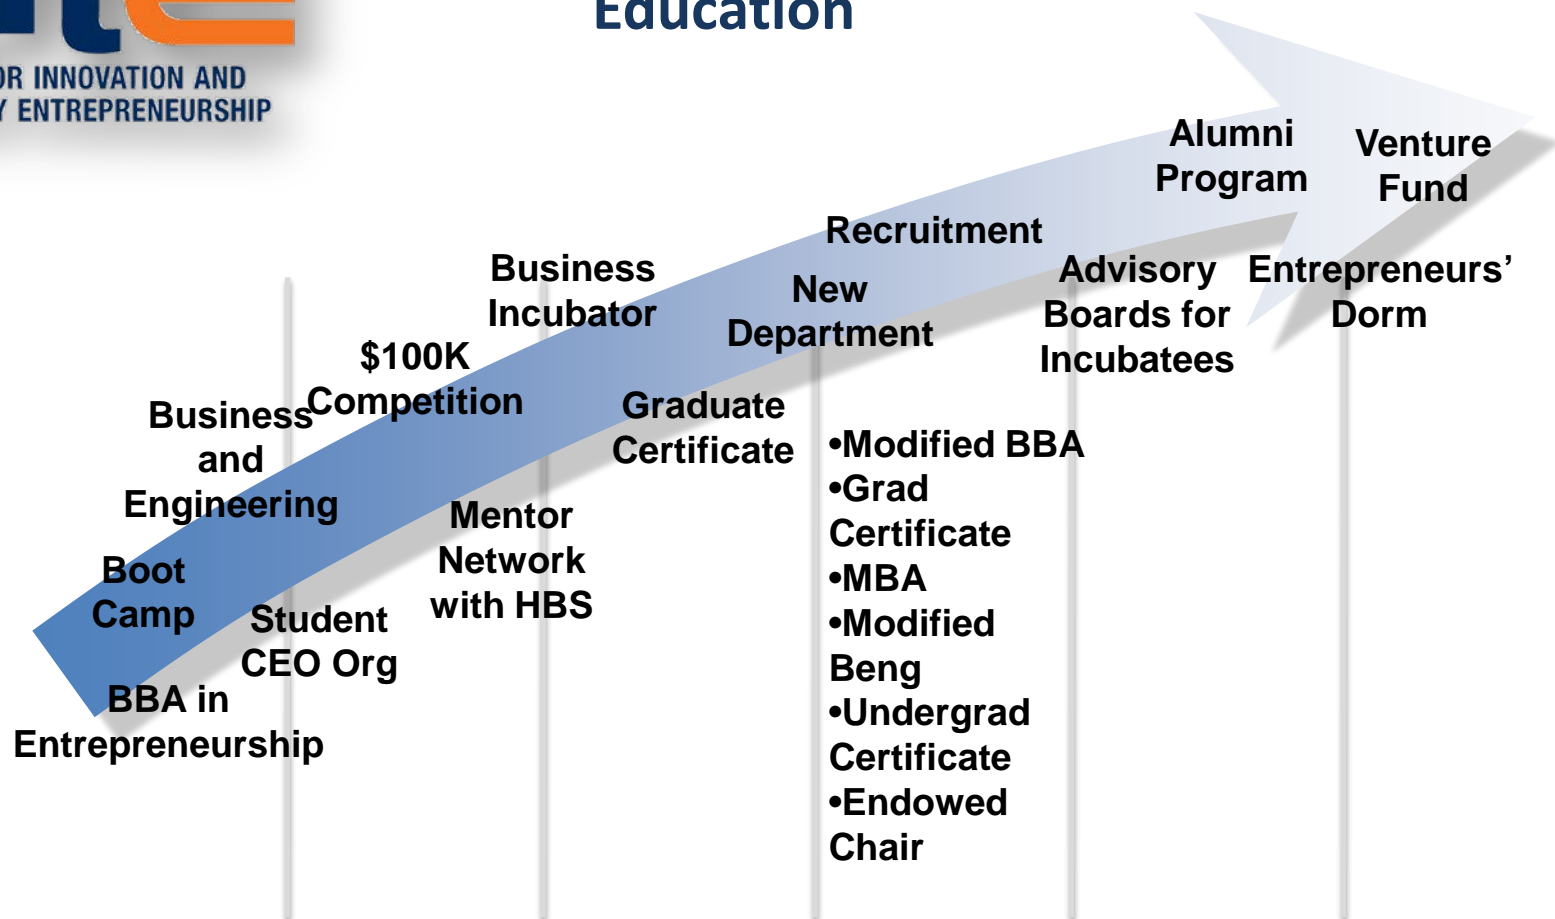 Education
OR INNOVATION AND
Y ENTREPRENEURSHIP
Alumni
Program
Venture
Fund
Recruitment
Business
Incubator
New
Department
Advisory
Boards for
Incubatees
Entrepreneurs’
Dorm
$100K
Competition
Business
and
Engineering
Graduate
Certificate
•Modified BBA
•Grad
Certificate
•MBA
•Modified
Beng
•Undergrad
Certificate
•Endowed
Chair
Mentor
Network
with HBS
Boot
Camp
Student
CEO Org
BBA in
Entrepreneurship